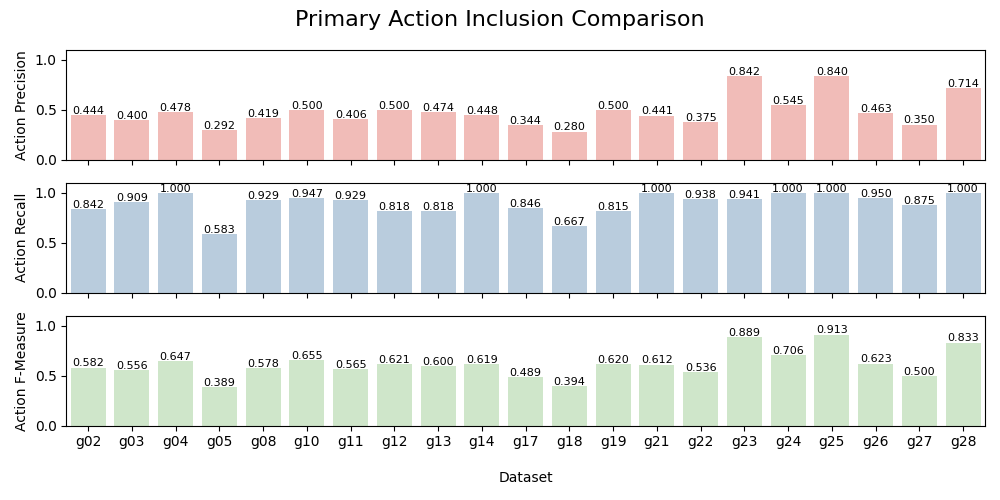 Primary Action Inclusion Comparison
Action Precision
1.0
0.5
0.0
0.444 0.400 0.478 0.292 0.419 0.500 0.406 0.500 0.474 0.448 0.344 0.280 0.500 0.441 0.375 0.842 0.545 0.840 0.463 0.350 0.714
Action Recall
1.0
0.5
0.0
0.842 0.909 1.000 0.583 0.929 0.947 0.929 0.818 0.818 1.000 0.846 0.667 0.815 1.000 0.938 0.941 1.000 1.000 0.950 0.875 1.000
Action F-Measure
1.0
0.5
0.0
0.582 0.556 0.647 0.389 0.578 0.655 0.565 0.621 0.600 0.619 0.489 0.394 0.620 0.612 0.536 0.889 0.706 0.913 0.623 0.500 0.833
g02 g03 g04 g05 g08 g10 g11 g12 g13 g14 g17 g18 g19 g21 g22 g23 g24 g25 g26 g27 g28
Dataset